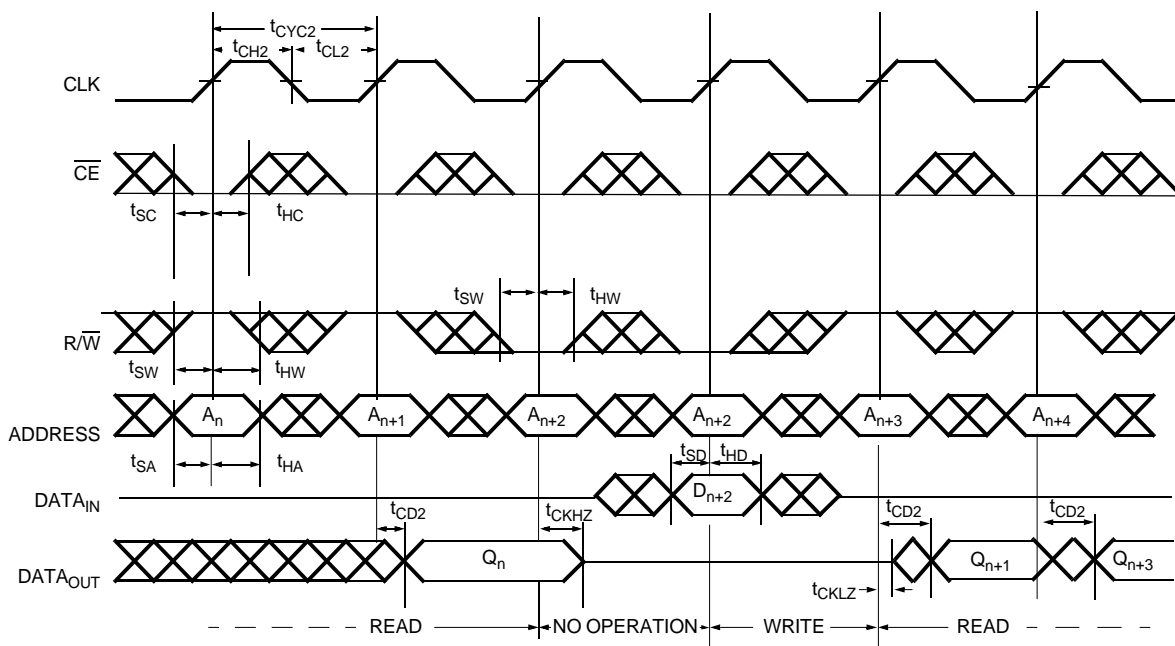 tCYC2
tCH2 tCL2
CLK
CE
tSC tHC
tSW tHW
R/W
tSW tHW
An An+1 An+2 An+2 An+3 An+4
ADDRESS
tSA tHA tSD tHD
DATAIN Dn+2
tCD2 tCKHZ tCD2 tCD2
DATAOUT Qn Qn+1 Qn+3
tCKLZ
READ NO OPERATION WRITE READ